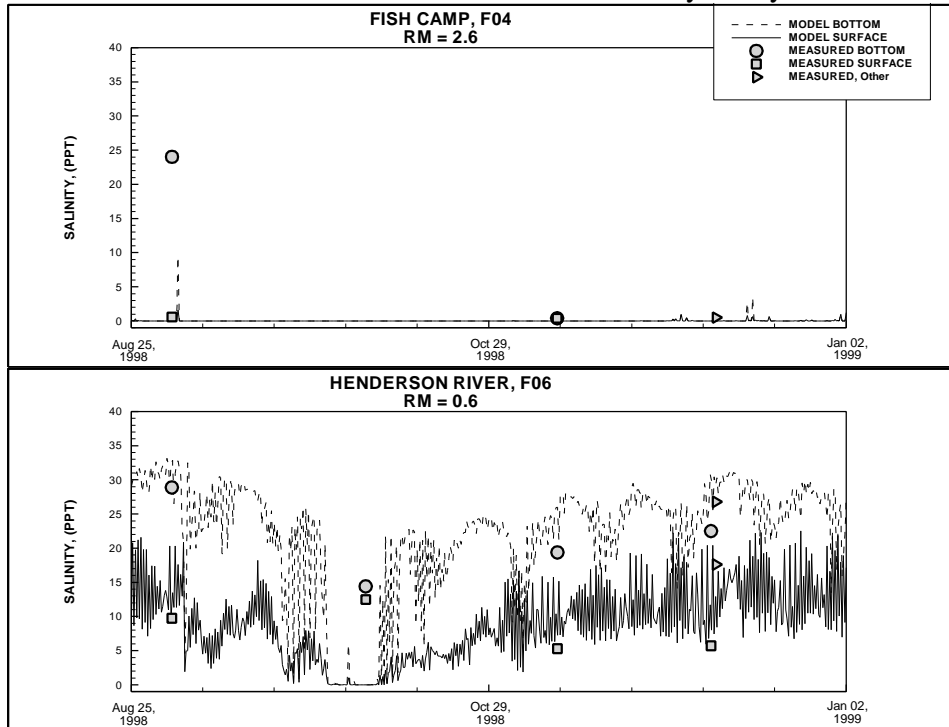 FISH CAMP, F04
RM = 2.6
MODEL BOTTOM
MODEL SURFACE
MEASURED BOTTOM
MEASURED SURFACE
MEASURED, Other
SALINITY, (PPT)
40
35
30
25
20
15
10
5
0
Aug 25,
1998
Oct 29,
1998
Jan 02,
1999
HENDERSON RIVER, F06
RM = 0.6
SALINITY, (PPT)
40
35
30
25
20
15
10
5
0
Aug 25,
1998
Oct 29,
1998
Jan 02,
1999